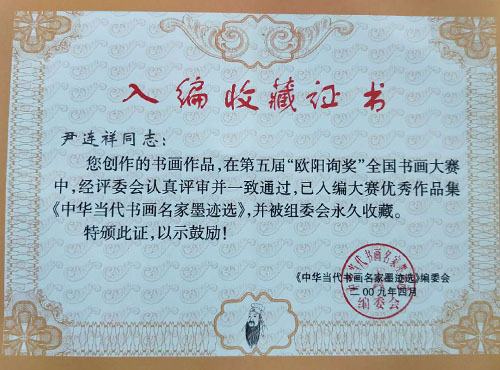 入编收藏证书
尹连祥同志：
您创作的书画作品，在第五届“欧阳询奖”全国书画大赛
中，经评委会认真评审并一致通过，已入编大赛优秀作品集
《中华当代书画名家墨迹选》，并被组委会永久收藏。
特颁此证，以示鼓励！
《中华当代书画名家墨迹选》编委会
二00九年四月
编委会